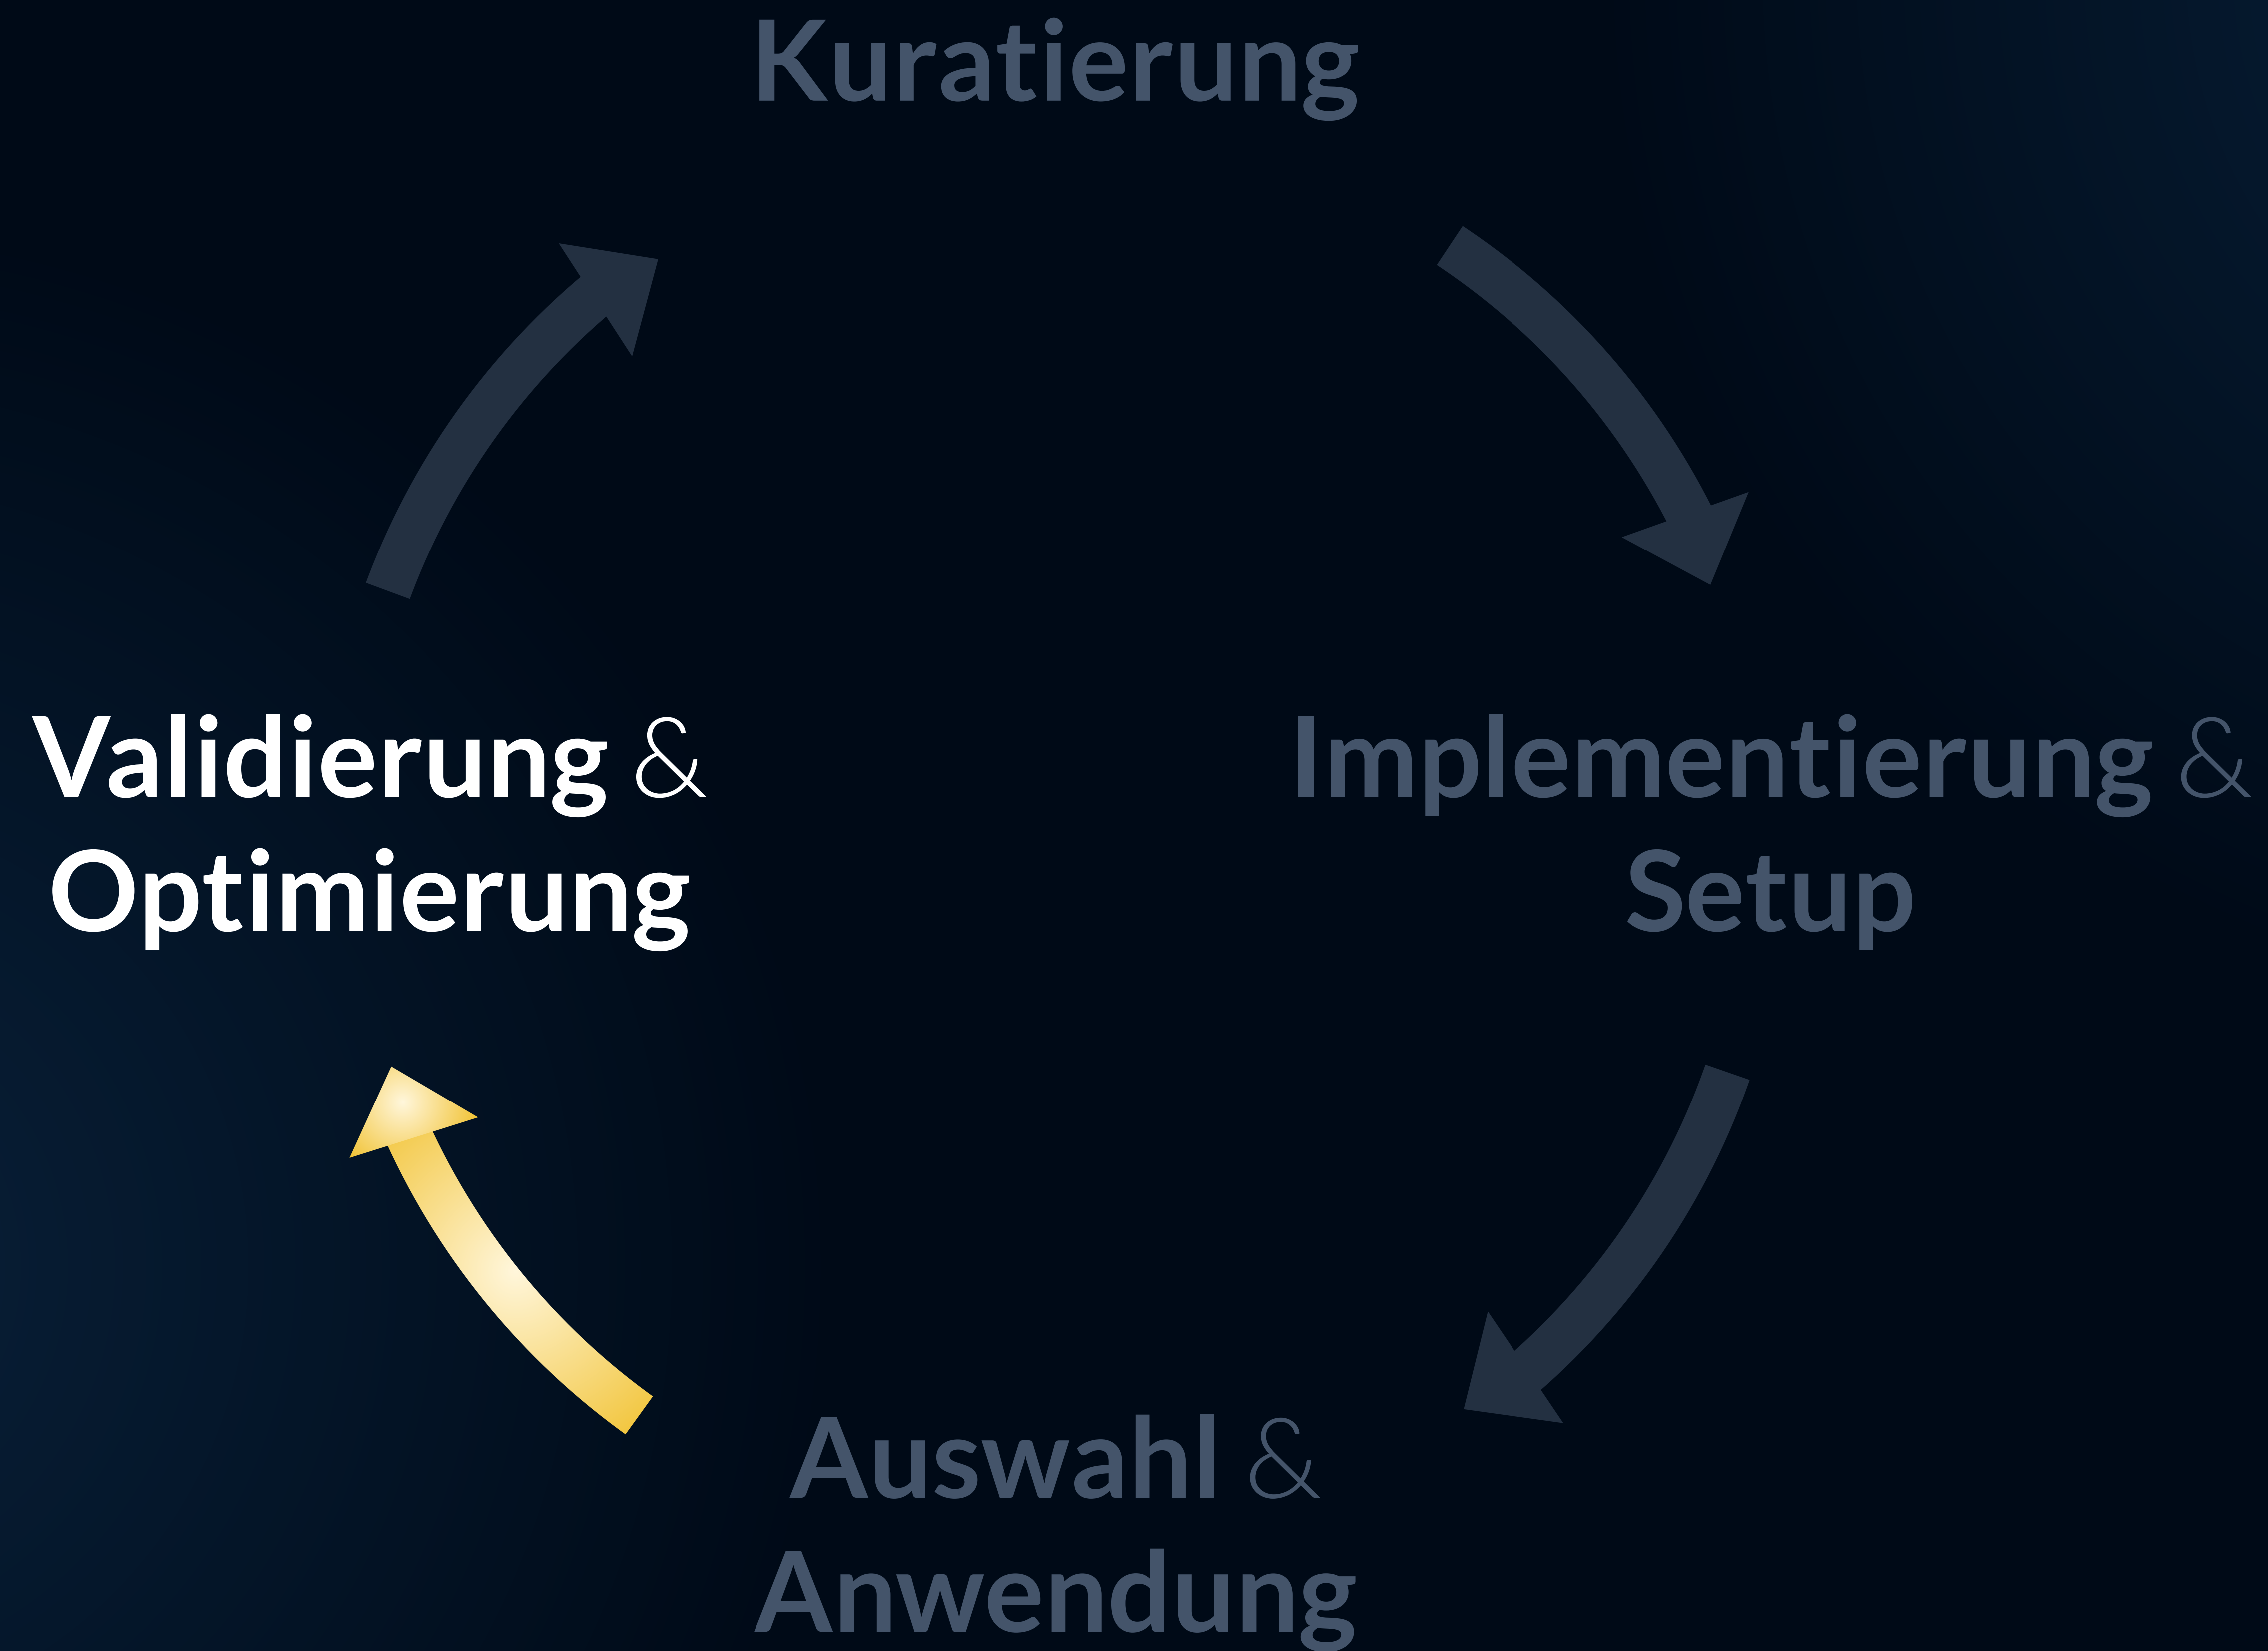 Kuratierung
Validierung &
Optimierung
Implementierung &
Setup
Auswahl &
Anwendung